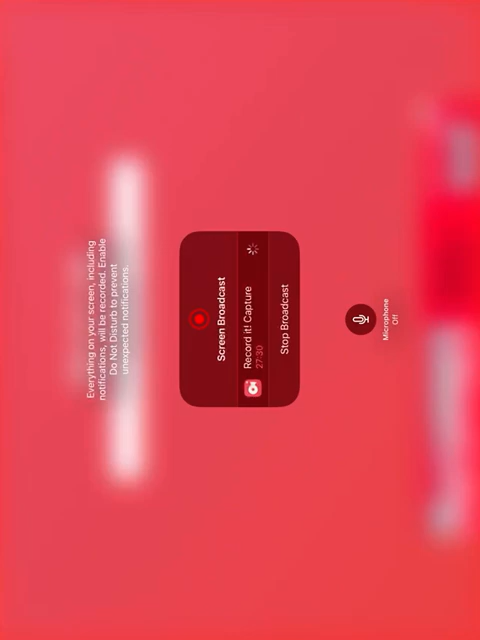 Everything on your screen, including
notifications, will be recorded. Enable
Do Not Disturb to prevent
unexpected notifications.
Screen Broadcast
Record it! Capture
27:30
Stop Broadcast
Microphone
Off